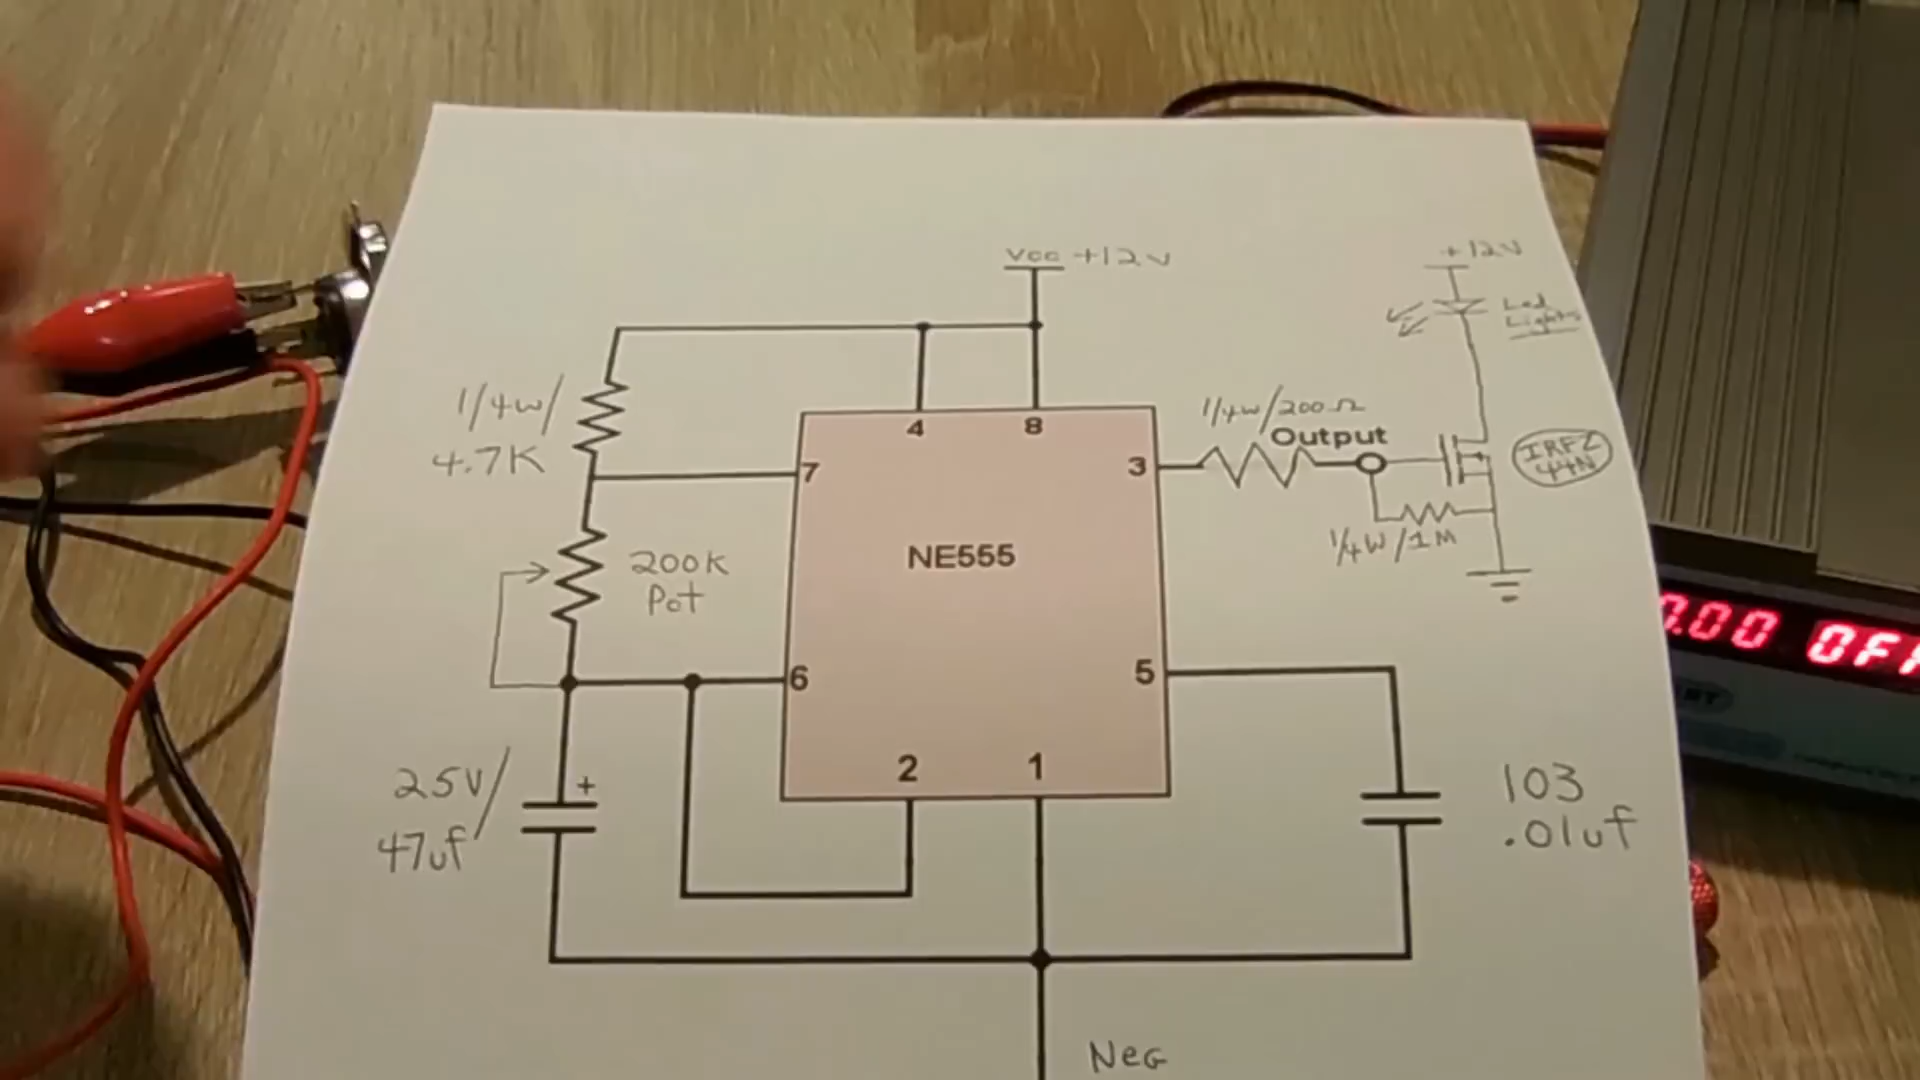 Vcc +12V
+12V
Led
Lights
1/4W/
4.7K
1/4W/200Ω
Output
IRFZ
44N
4
8
7
3
1/4W/1M
NE555
200K
Pot
6
5
2
1
25V/
47uf
+
103
.01uf
0.00 OFF
Neg